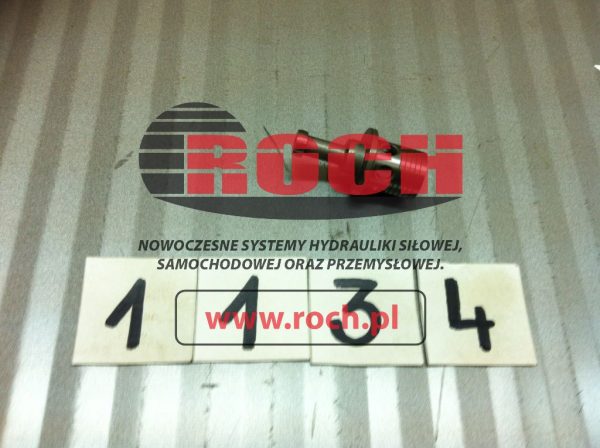 ROCH
NOWOCZESNE SYSTEMY HYDRAULIKI SIŁOWEJ,
SAMOCHODOWEJ ORAZ PRZEMYSŁOWEJ.
www.roch.pl
1 1 3 4